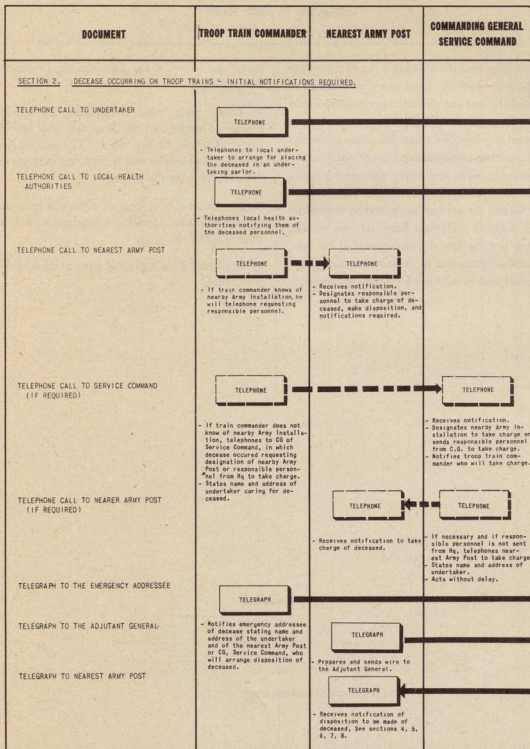 DOCUMENT
TROOP TRAIN COMMANDER
NEAREST ARMY POST
COMMANDING GENERAL
SERVICE COMMAND
SECTION 2. DECEASE OCCURRING ON TROOP TRAINS - INITIAL NOTIFICATIONS REQUIRED.
TELEPHONE CALL TO UNDERTAKER
TELEPHONE
- Telephones to local under-
taker to arrange for placing
the deceased in an under-
taking parlor.
TELEPHONE CALL TO LOCAL HEALTH
AUTHORITIES
TELEPHONE
- Telephones local health au-
thorities notifying them of
the deceased personnel.
TELEPHONE CALL TO NEAREST ARMY POST
TELEPHONE
- If train commander knows of
nearby Army Installation, he
will telephone requesting
responsible personnel.
TELEPHONE
- Receives notification.
- Designates responsible per-
sonnel to take charge of de-
ceased, make disposition, and
notifications required.
TELEPHONE CALL TO SERVICE COMMAND
(IF REQUIRED)
TELEPHONE
- If train commander does not
know of nearby Army Installa-
tion, telephones to CG of
Service Command, in which
decease occured requesting
designation of nearby Army
Post or responsible person-
nel from Hq to take charge.
- States name and address of
undertaker caring for de-
ceased.
TELEPHONE
- Receives notification.
- Designates nearby Army In-
stallation to take charge or
sends responsible personnel
from C.G. to take charge.
- Notifies troop train com-
mander who will take charge.
TELEPHONE CALL TO NEARER ARMY POST
(IF REQUIRED)
TELEPHONE
- Receives notification to take
charge of deceased.
TELEPHONE
- If necessary and if respon-
sible personnel is not sent
from Hq, telephones near-
est Army Post to take charge
- States name and address of
undertaker.
- Acts without delay.
TELEGRAPH TO THE EMERGENCY ADDRESSEE
TELEGRAPH
- Notifies emergency addressee
of decease stating name and
address of the undertaker
and of the nearest Army Post
or CG, Service Command, who
will arrange disposition of
deceased.
TELEGRAPH TO THE ADJUTANT GENERAL
TELEGRAPH
- Prepares and sends wire to
the Adjutant General.
TELEGRAPH TO NEAREST ARMY POST
TELEGRAPH
- Receives notification of
disposition to be made of
deceased, See sections 4, 5,
6, 7, 8.